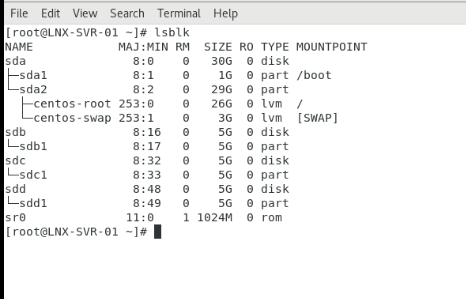 File Edit View Search Terminal Help
[root@LNX-SVR-01 ~]# lsblk
NAME            MAJ:MIN RM  SIZE RO TYPE MOUNTPOINT
sda               8:0    0   30G  0 disk
├─sda1            8:1    0    1G  0 part /boot
└─sda2            8:2    0   29G  0 part
  ├─centos-root 253:0    0   26G  0 lvm  /
  └─centos-swap 253:1    0    3G  0 lvm  [SWAP]
sdb               8:16   0    5G  0 disk
└─sdb1            8:17   0    5G  0 part
sdc               8:32   0    5G  0 disk
└─sdc1            8:33   0    5G  0 part
sdd               8:48   0    5G  0 disk
└─sdd1            8:49   0    5G  0 part
sr0              11:0    1 1024M  0 rom
[root@LNX-SVR-01 ~]#